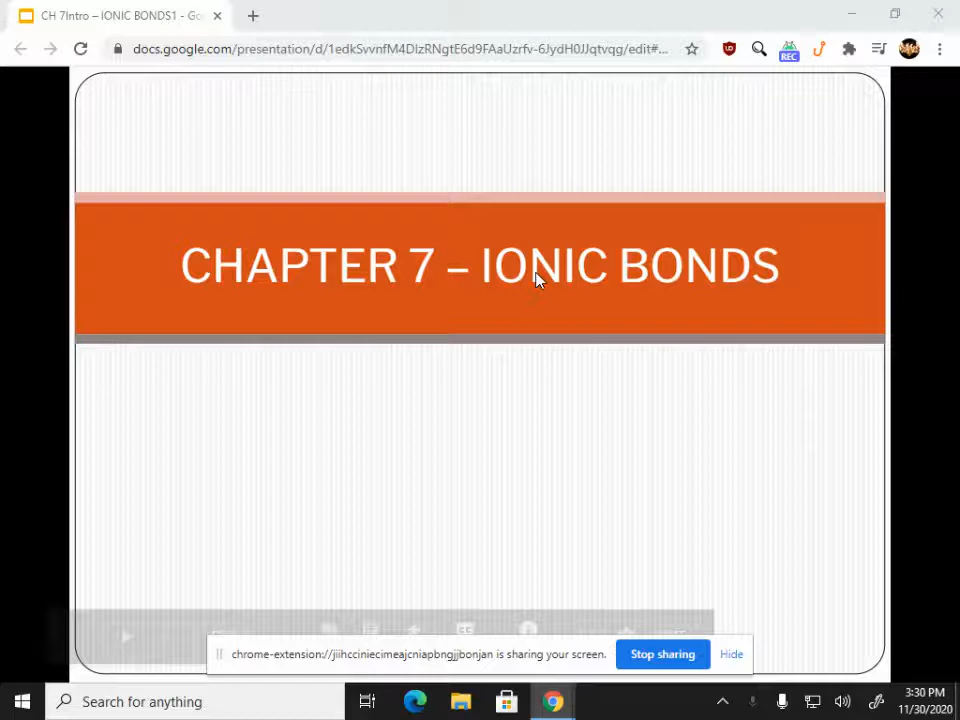 CH 7Intro – IONIC BONDS1 - Go
docs.google.com/presentation/d/1edkSvvnfM4DlzRNgtE6d9FAaUzrfv-6JydH0JJqtvqg/edit#...
REC
CHAPTER 7 – IONIC BONDS
chrome-extension://jiihcciniecimeajcniapbngjjbonjan is sharing your screen.
Stop sharing
Hide
Search for anything
3:30 PM
11/30/2020